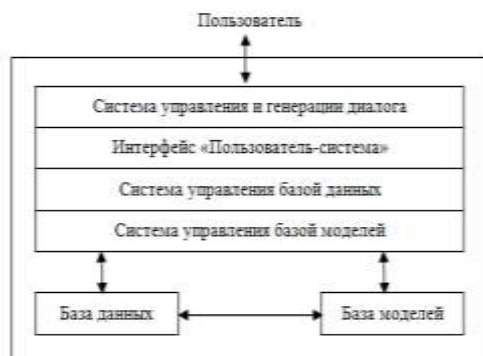 Пользователь
Система управления и генерации диалога
Интерфейс «Пользователь-система»
Система управления базой данных
Система управления базой моделей
База данных
База моделей